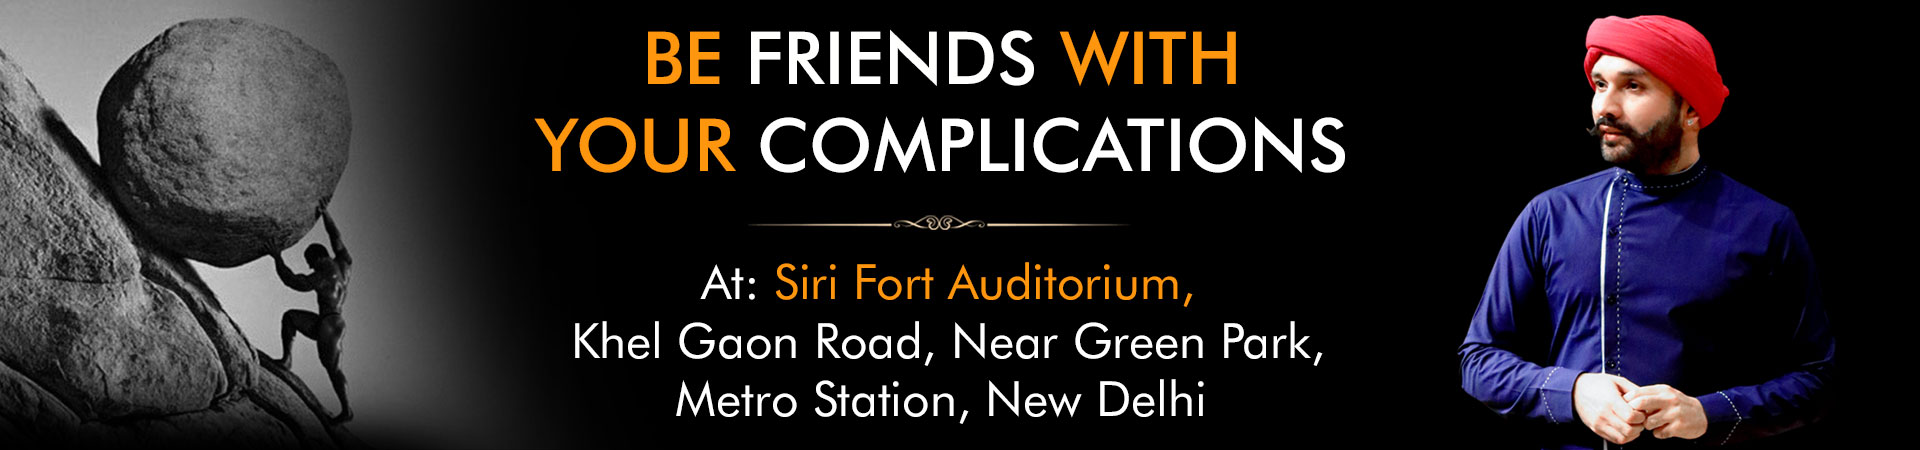 BE FRIENDS WITH
YOUR COMPLICATIONS
At: Siri Fort Auditorium,
Khel Gaon Road, Near Green Park,
Metro Station, New Delhi